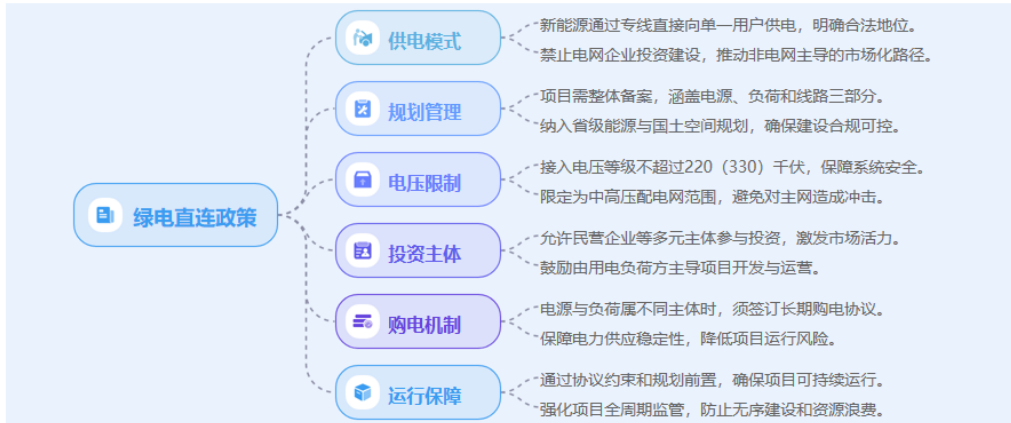 绿电直连政策
供电模式
新能源通过专线直接向单一用户供电，明确合法地位。
禁止电网企业投资建设，推动非电网主导的市场化路径。
规划管理
项目需整体备案，涵盖电源、负荷和线路三部分。
纳入省级能源与国土空间规划，确保建设合规可控。
电压限制
接入电压等级不超过220（330）千伏，保障系统安全。
限定为中高压配电网范围，避免对主网造成冲击。
投资主体
允许民营企业等多元主体参与投资，激发市场活力。
鼓励由用电负荷方主导项目开发与运营。
购电机制
电源与负荷属不同主体时，须签订长期购电协议。
保障电力供应稳定性，降低项目运行风险。
运行保障
通过协议约束和规划前置，确保项目可持续运行。
强化项目全周期监管，防止无序建设和资源浪费。